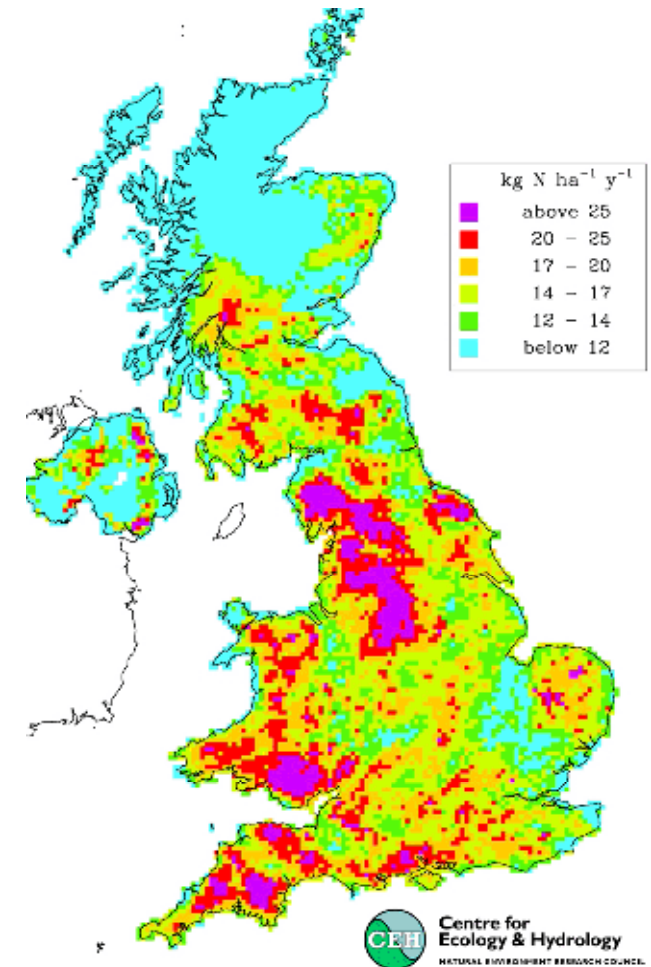 kg N ha⁻¹ y⁻¹
above 25
20 – 25
17 – 20
14 – 17
12 – 14
below 12
CEH
Centre for
Ecology & Hydrology
NATURAL ENVIRONMENT RESEARCH COUNCIL